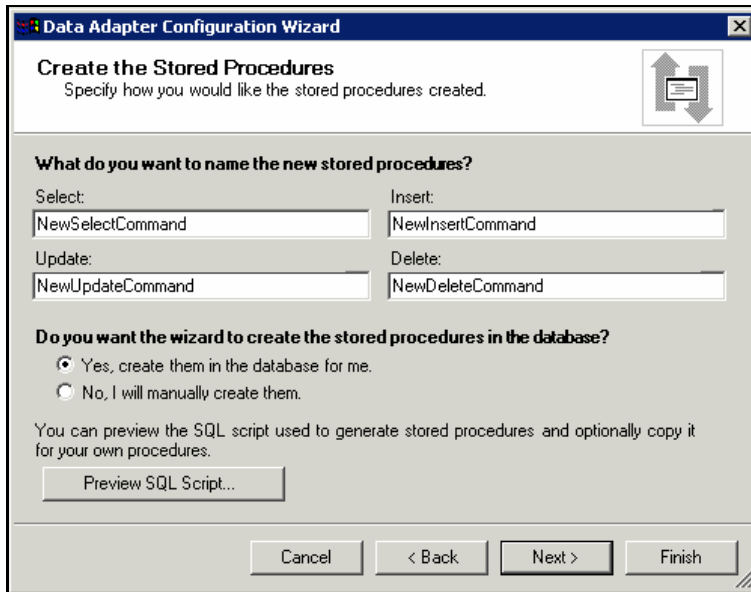 Data Adapter Configuration Wizard
Create the Stored Procedures
Specify how you would like the stored procedures created.
What do you want to name the new stored procedures?
Select: Insert:
NewSelectCommand NewInsertCommand
Update: Delete:
NewUpdateCommand NewDeleteCommand
Do you want the wizard to create the stored procedures in the database?
Yes, create them in the database for me.
No, I will manually create them.
You can preview the SQL script used to generate stored procedures and optionally copy it
for your own procedures.
Preview SQL Script...
Cancel < Back Next > Finish